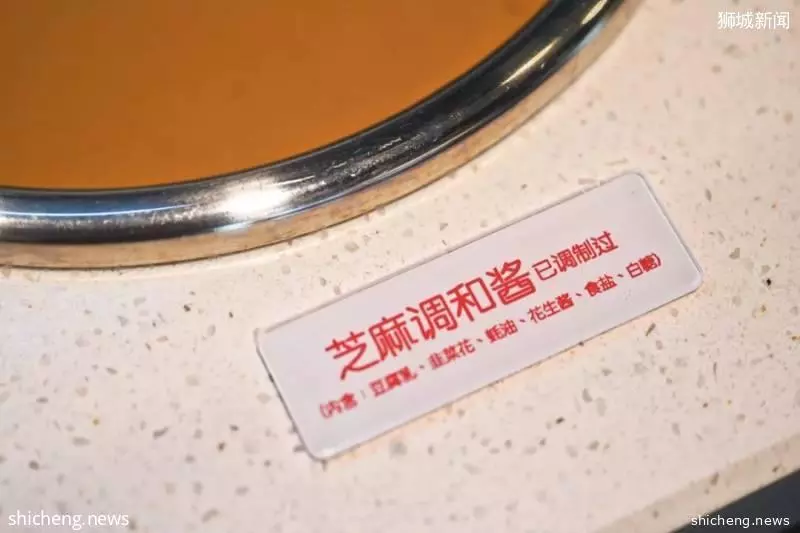 狮城新闻
芝麻调和酱已调制过
(内含：豆腐乳、韭菜花、蚝油、花生酱、食盐、白糖)
shicheng.news
shicheng.news